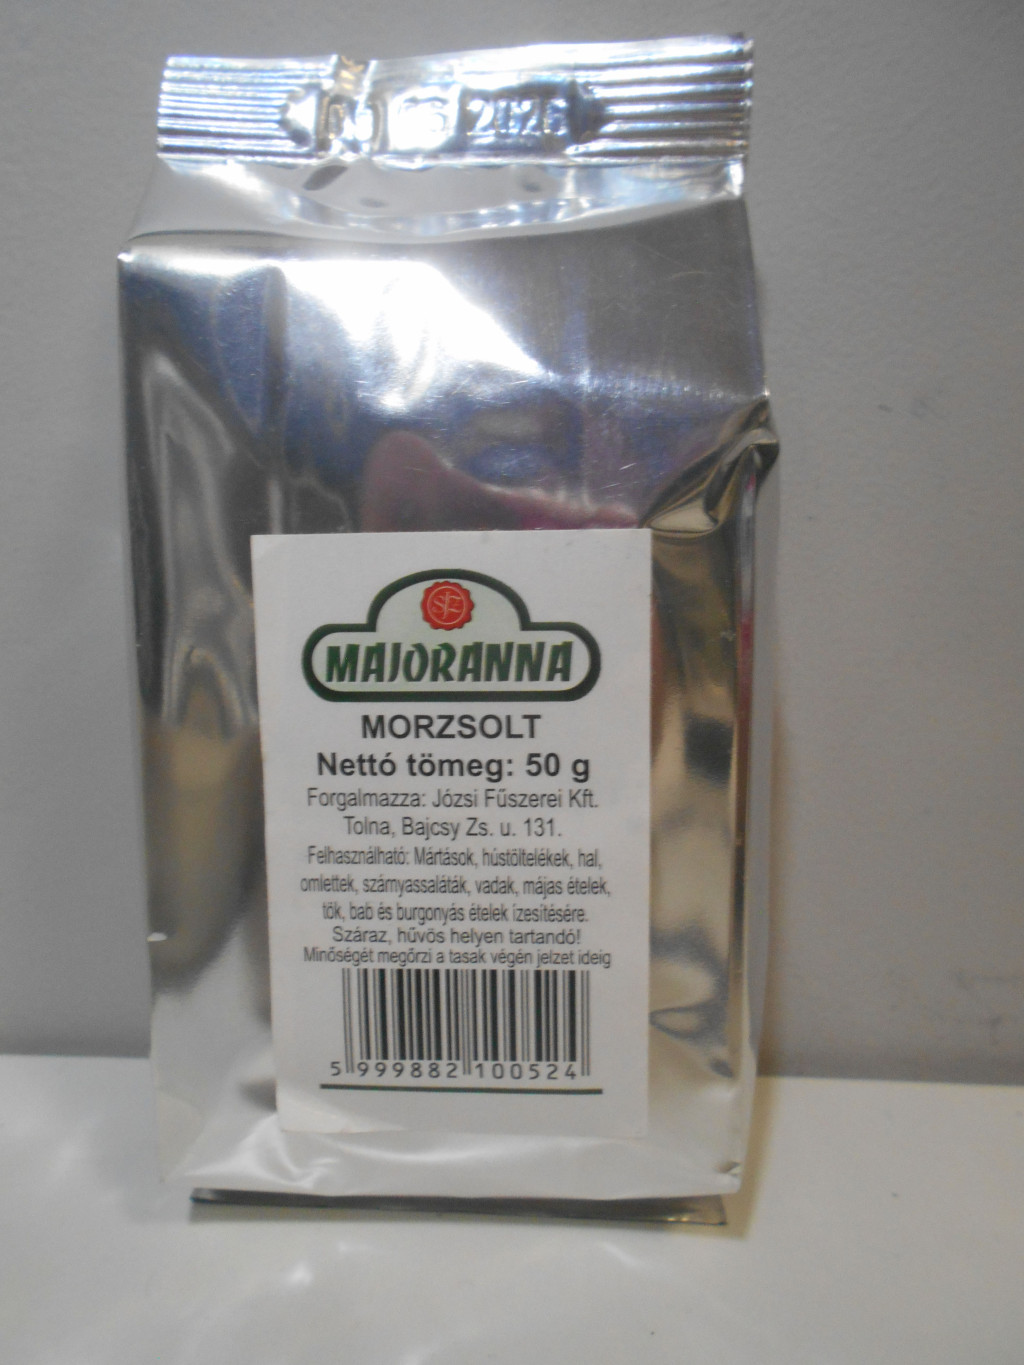 2026
SFZ
MAJORANNA
MORZSOLT
Nettó tömeg: 50 g
Forgalmazza: Józsi Fűszerei Kft.
Tolna, Bajcsy Zs. u. 131.
Felhasználható: Mártások, hústöltelékek, hal,
omlettek, szárnyassaláták, vadak, májas ételek,
tök, bab és burgonyás ételek ízesítésére.
Száraz, hűvös helyen tartandó!
Minőségét megőrzi a tasak végén jelzet ideig
5 999882 100524